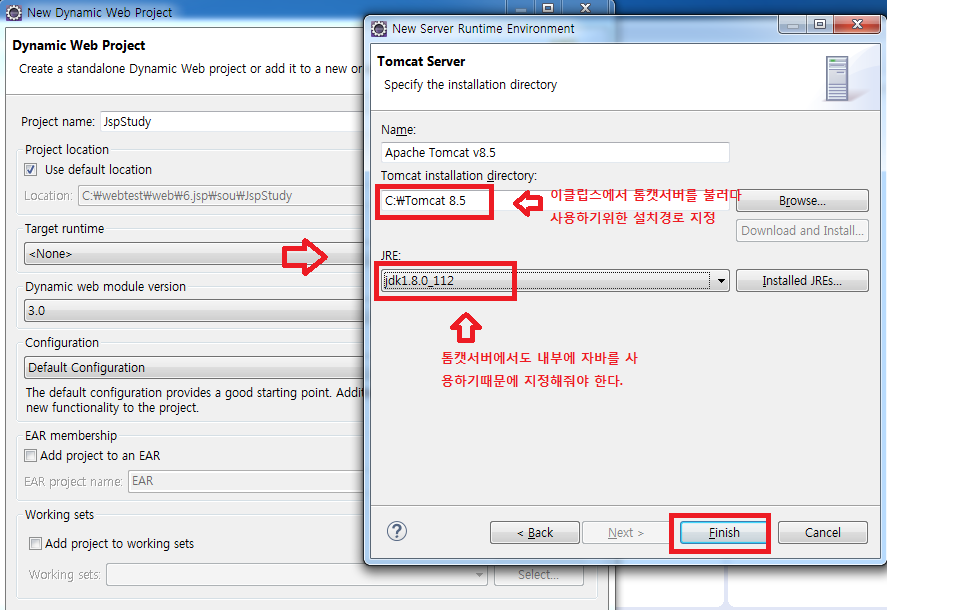 New Dynamic Web Project
Dynamic Web Project
Create a standalone Dynamic Web project or add it to a new or
Project name: JspStudy
Project location
Use default location
Location: C:\webtest\web\6.jsp\sou\JspStudy
Target runtime
<None>
Dynamic web module version
3.0
Configuration
Default Configuration
The default configuration provides a good starting point. Addit
new functionality to the project.
EAR membership
Add project to an EAR
EAR project name: EAR
Working sets
Add project to working sets
Working sets:
Select...
New Server Runtime Environment
Tomcat Server
Specify the installation directory
Name:
Apache Tomcat v8.5
Tomcat installation directory:
C:₩Tomcat 8.5
이클립스에서 톰캣서버를 불러다
사용하기위한 설치경로 지정
Browse...
Download and Install...
JRE:
jdk1.8.0_112
Installed JREs...
톰캣서버에서도 내부에 자바를 사
용하기때문에 지정해줘야 한다.
?
< Back
Next >
Finish
Cancel